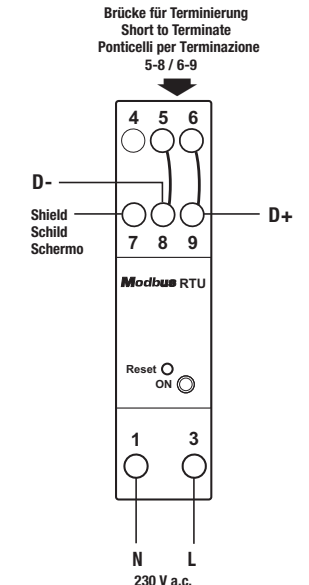 Brücke für Terminierung
Short to Terminate
Ponticelli per Terminazione
5-8 / 6-9
4 5 6
D-
D+
Shield
Schild
Schermo
7 8 9
Modbus RTU
Reset
ON
1 3
N L
230 V a.c.